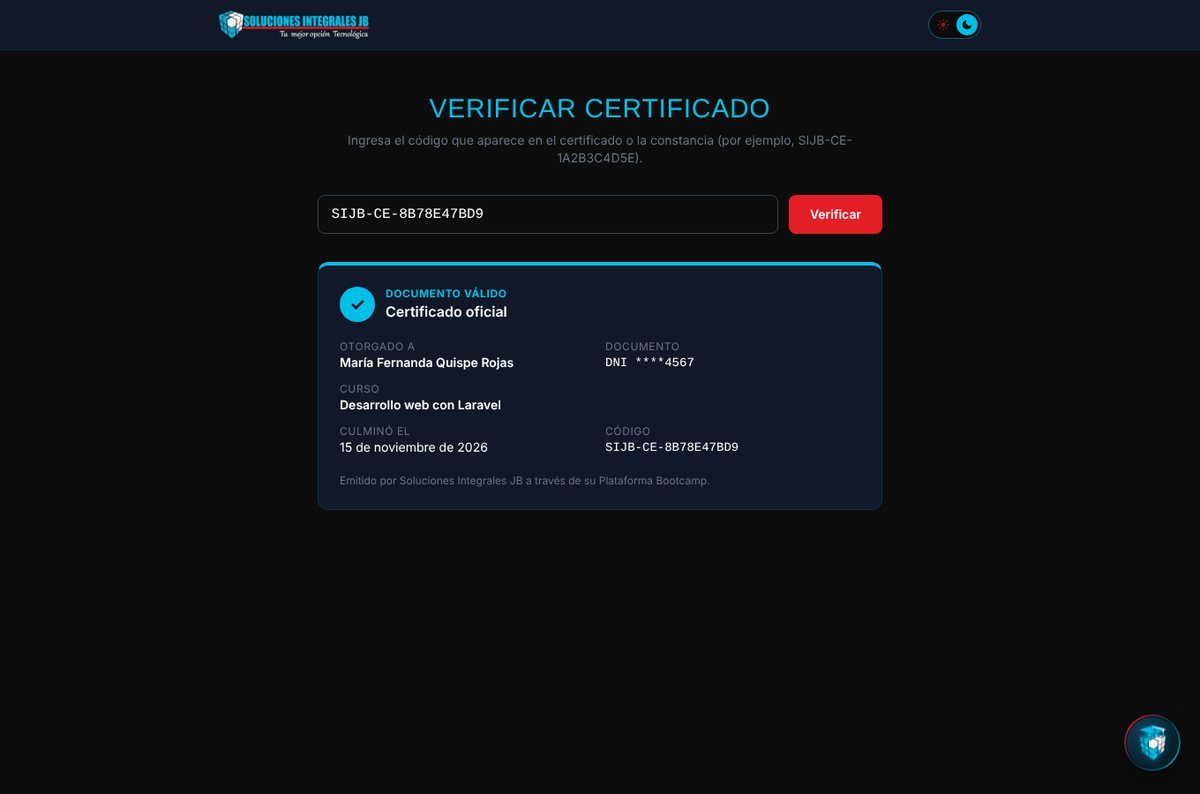 SOLUCIONES INTEGRALES JB
Tu mejor opción Tecnológica
VERIFICAR CERTIFICADO
Ingresa el código que aparece en el certificado o la constancia (por ejemplo, SIJB-CE-
1A2B3C4D5E).
SIJB-CE-8B78E47BD9
Verificar
DOCUMENTO VÁLIDO
Certificado oficial
OTORGADO A
María Fernanda Quispe Rojas
DOCUMENTO
DNI ****4567
CURSO
Desarrollo web con Laravel
CULMINÓ EL
15 de noviembre de 2026
CÓDIGO
SIJB-CE-8B78E47BD9
Emitido por Soluciones Integrales JB a través de su Plataforma Bootcamp.